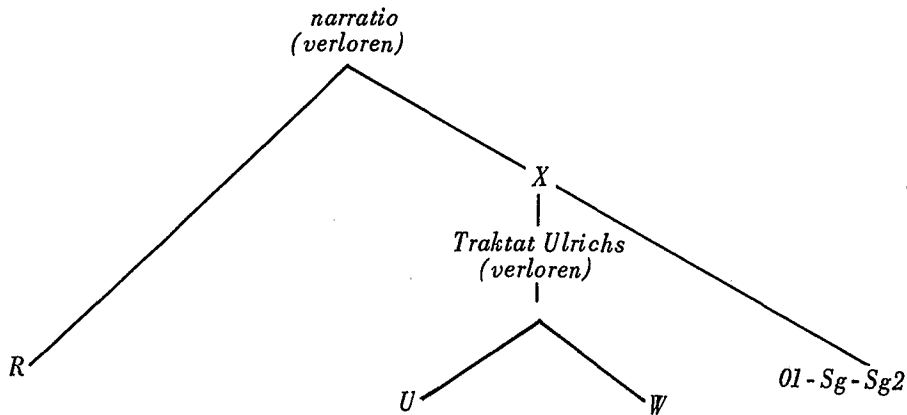 narratio
(verloren)
X
Traktat Ulrichs
(verloren)
R
01-Sg-Sg2
U
W